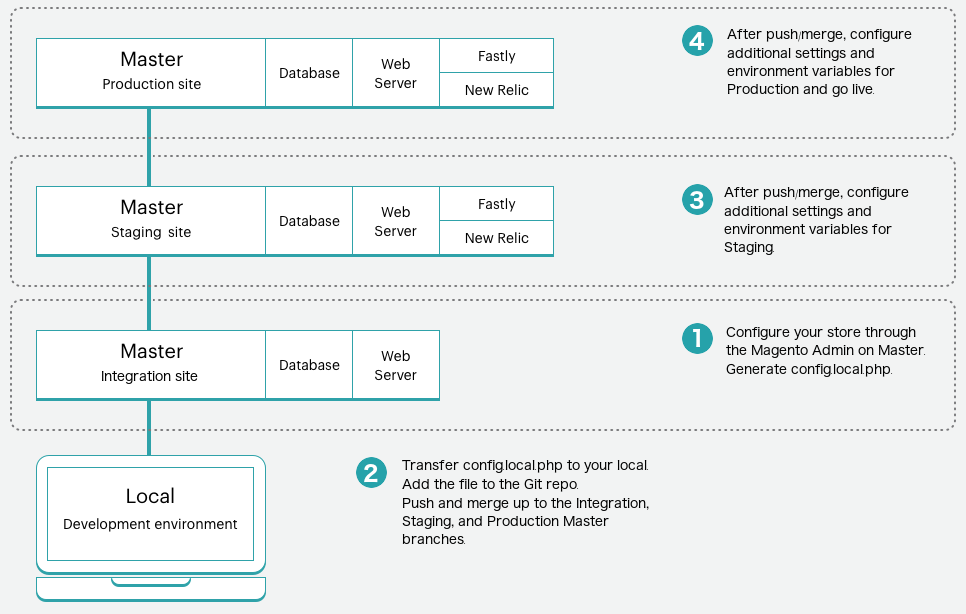 Master
Production site
Database
Web
Server
Fastly
New Relic
4
After push/merge, configure
additional settings and
environment variables for
Production and go live.
Master
Staging site
Database
Web
Server
Fastly
New Relic
3
After push/merge, configure
additional settings and
environment variables for
Staging.
Master
Integration site
Database
Web
Server
1
Configure your store through
the Magento Admin on Master.
Generate config.local.php.
Local
Development environment
2
Transfer config.local.php to your local.
Add the file to the Git repo.
Push and merge up to the Integration,
Staging, and Production Master
branches.